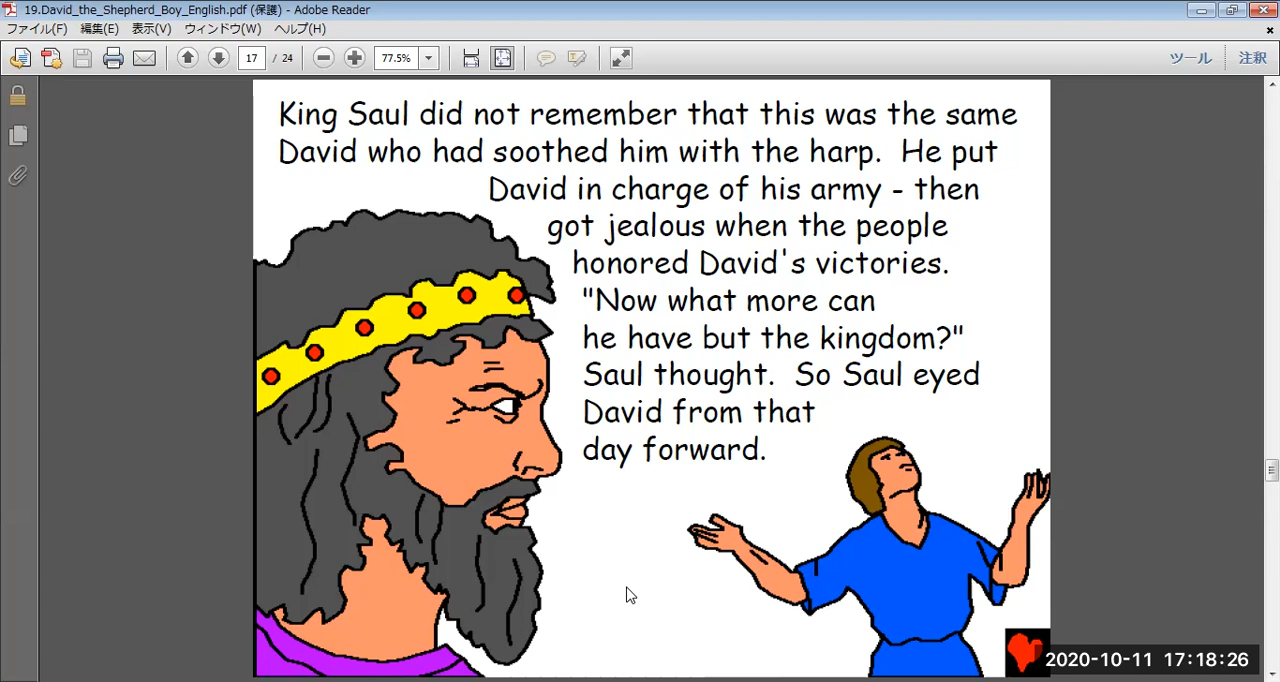 19.David_the_Shepherd_Boy_English.pdf (保護) - Adobe Reader
ファイル(F) 編集(E) 表示(V) ウィンドウ(W) ヘルプ(H)
17 / 24 77.5% ツール 注釈
King Saul did not remember that this was the same
David who had soothed him with the harp. He put
David in charge of his army - then
got jealous when the people
honored David's victories.
"Now what more can
he have but the kingdom?"
Saul thought. So Saul eyed
David from that
day forward.
2020-10-11 17:18:26